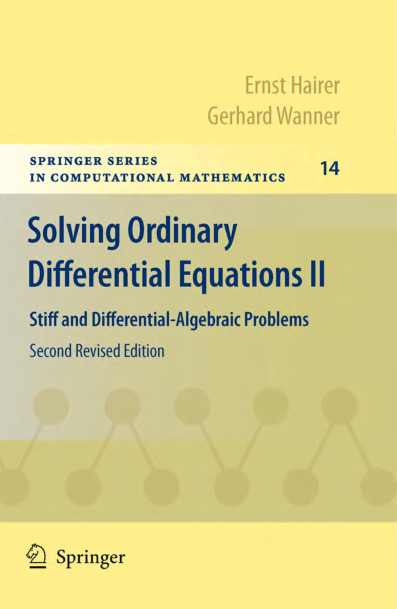 Ernst Hairer
Gerhard Wanner
SPRINGER SERIES
IN COMPUTATIONAL MATHEMATICS 14
Solving Ordinary
Differential Equations II
Stiff and Differential-Algebraic Problems
Second Revised Edition
Springer